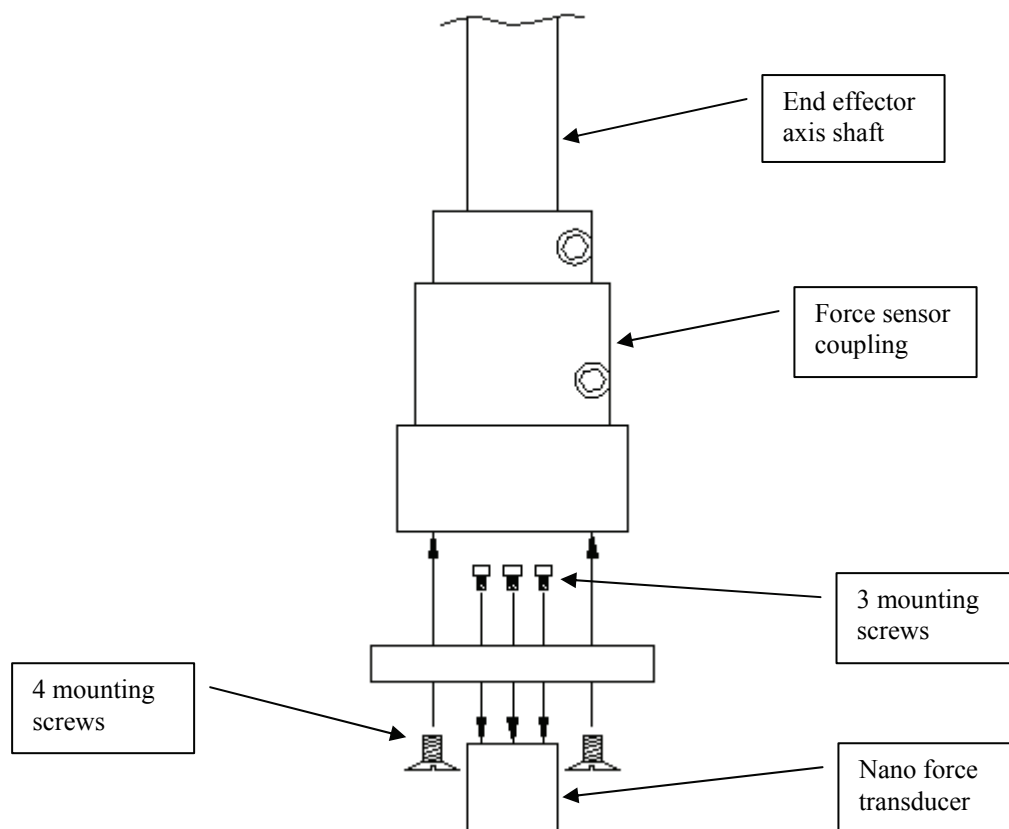 End effector
axis shaft
Force sensor
coupling
3 mounting
screws
4 mounting
screws
Nano force
transducer